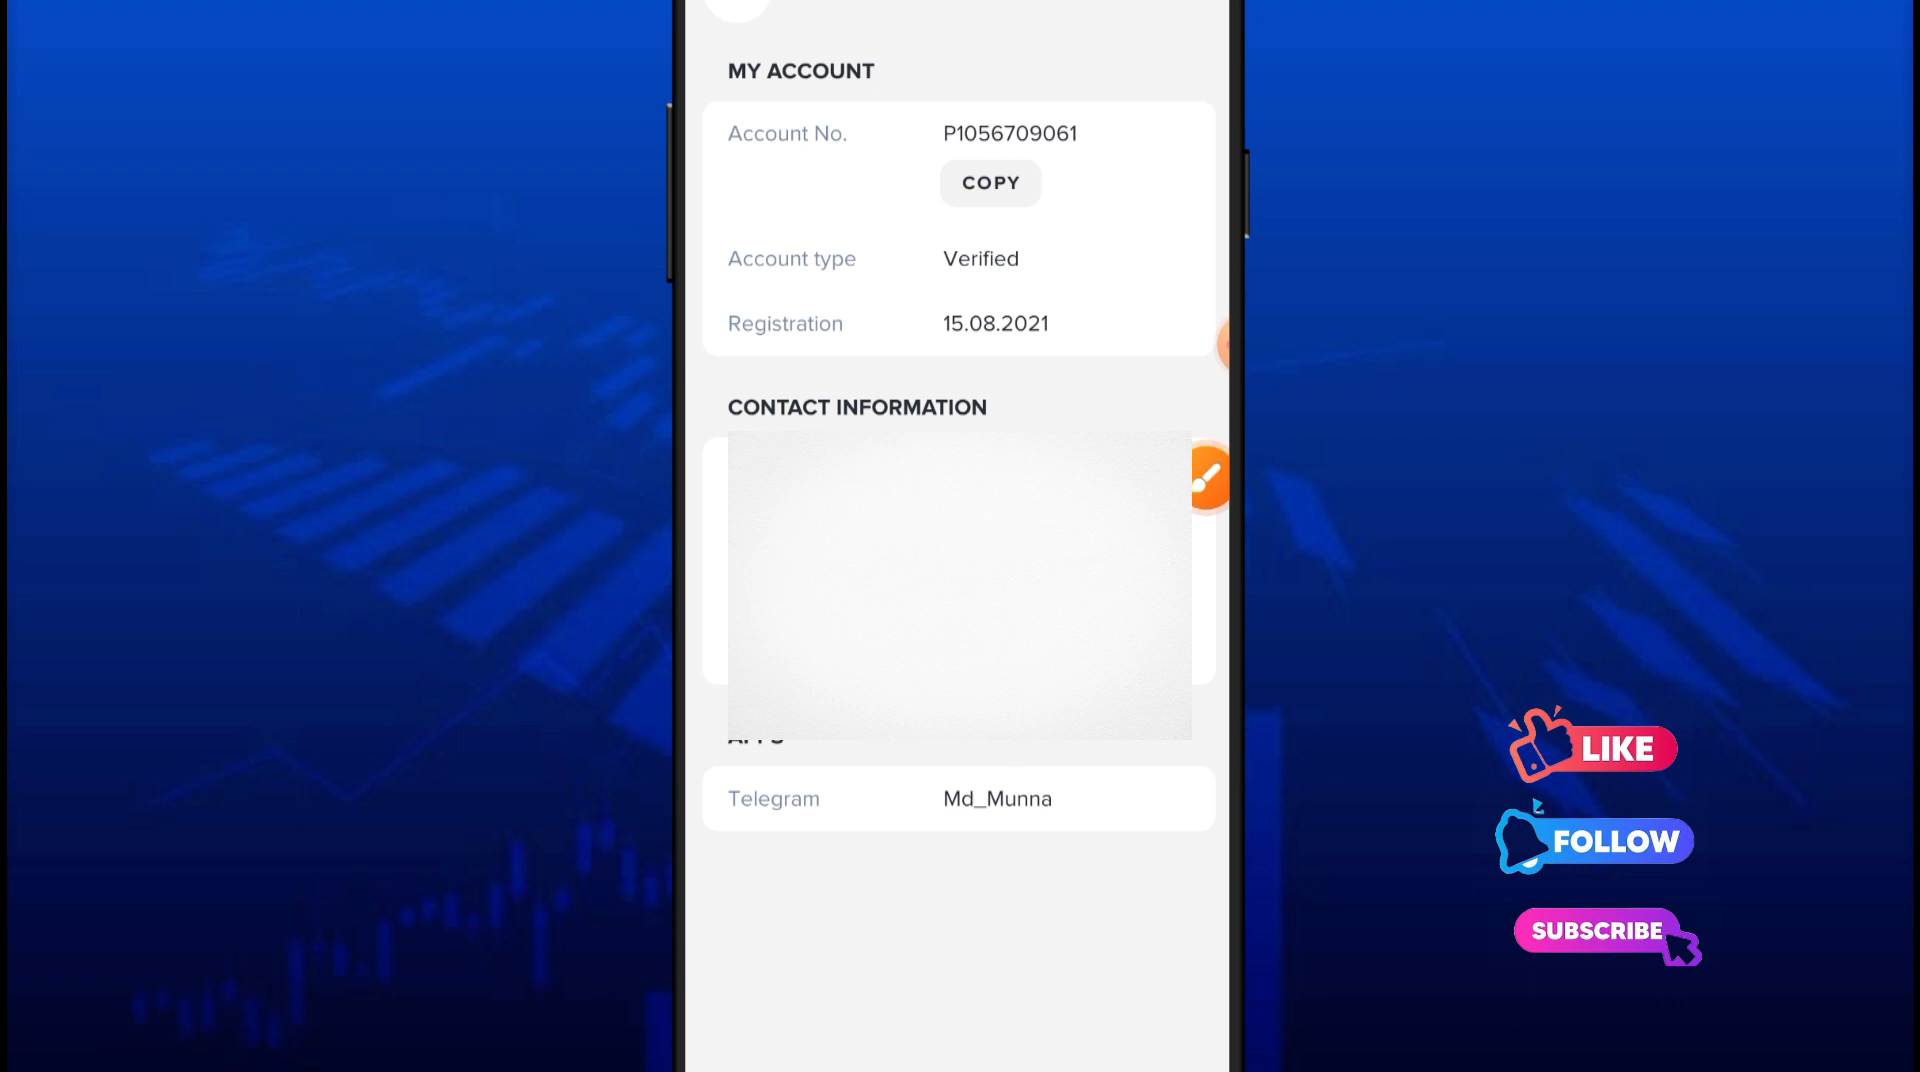 MY ACCOUNT
Account No. P1056709061
COPY
Account type Verified
Registration 15.08.2021
CONTACT INFORMATION
Telegram Md_Munna
LIKE
FOLLOW
SUBSCRIBE